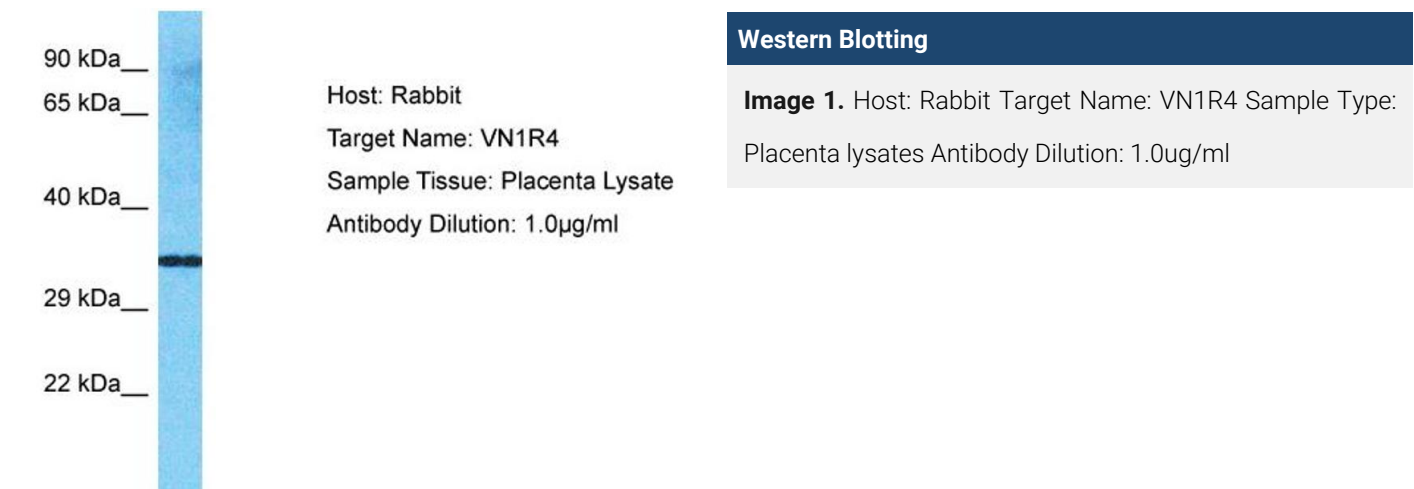 90 kDa__
65 kDa__
40 kDa__
29 kDa__
22 kDa__
Host: Rabbit
Target Name: VN1R4
Sample Tissue: Placenta Lysate
Antibody Dilution: 1.0µg/ml
Western Blotting
Image 1. Host: Rabbit Target Name: VN1R4 Sample Type:
Placenta lysates Antibody Dilution: 1.0ug/ml